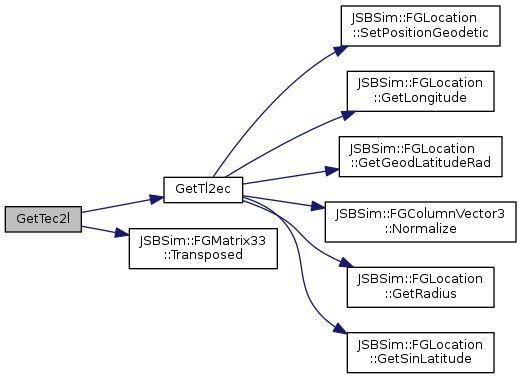 GetTec2l
GetTl2ec
JSBSim::FGMatrix33
::Transposed
JSBSim::FGLocation
::SetPositionGeodetic
JSBSim::FGLocation
::GetLongitude
JSBSim::FGLocation
::GetGeodLatitudeRad
JSBSim::FGColumnVector3
::Normalize
JSBSim::FGLocation
::GetRadius
JSBSim::FGLocation
::GetSinLatitude